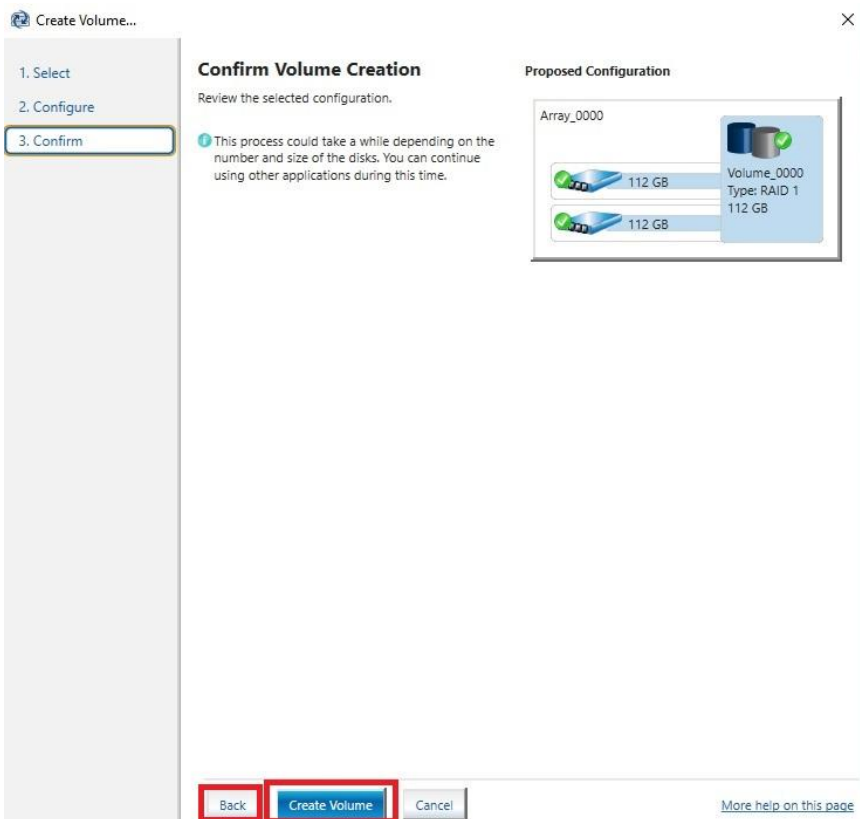 Create Volume...
1. Select
2. Configure
3. Confirm
Confirm Volume Creation
Review the selected configuration.
This process could take a while depending on the
number and size of the disks. You can continue
using other applications during this time.
Proposed Configuration
Array_0000
112 GB
112 GB
Volume_0000
Type: RAID 1
112 GB
Back
Create Volume
Cancel
More help on this page